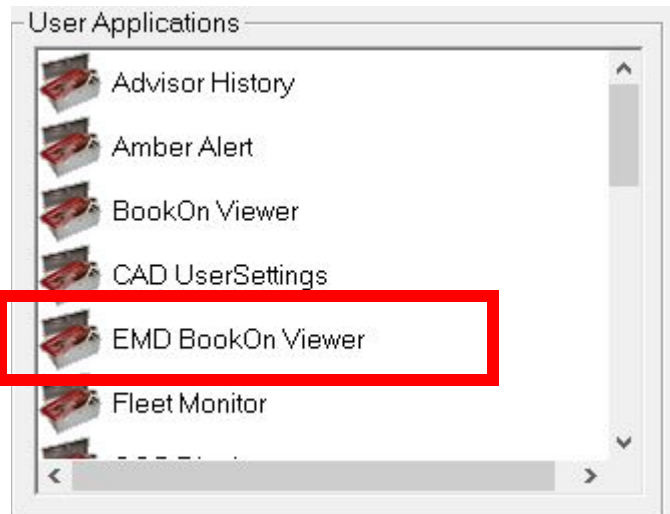 User Applications
Advisor History
Amber Alert
BookOn Viewer
CAD UserSettings
EMD BookOn Viewer
Fleet Monitor